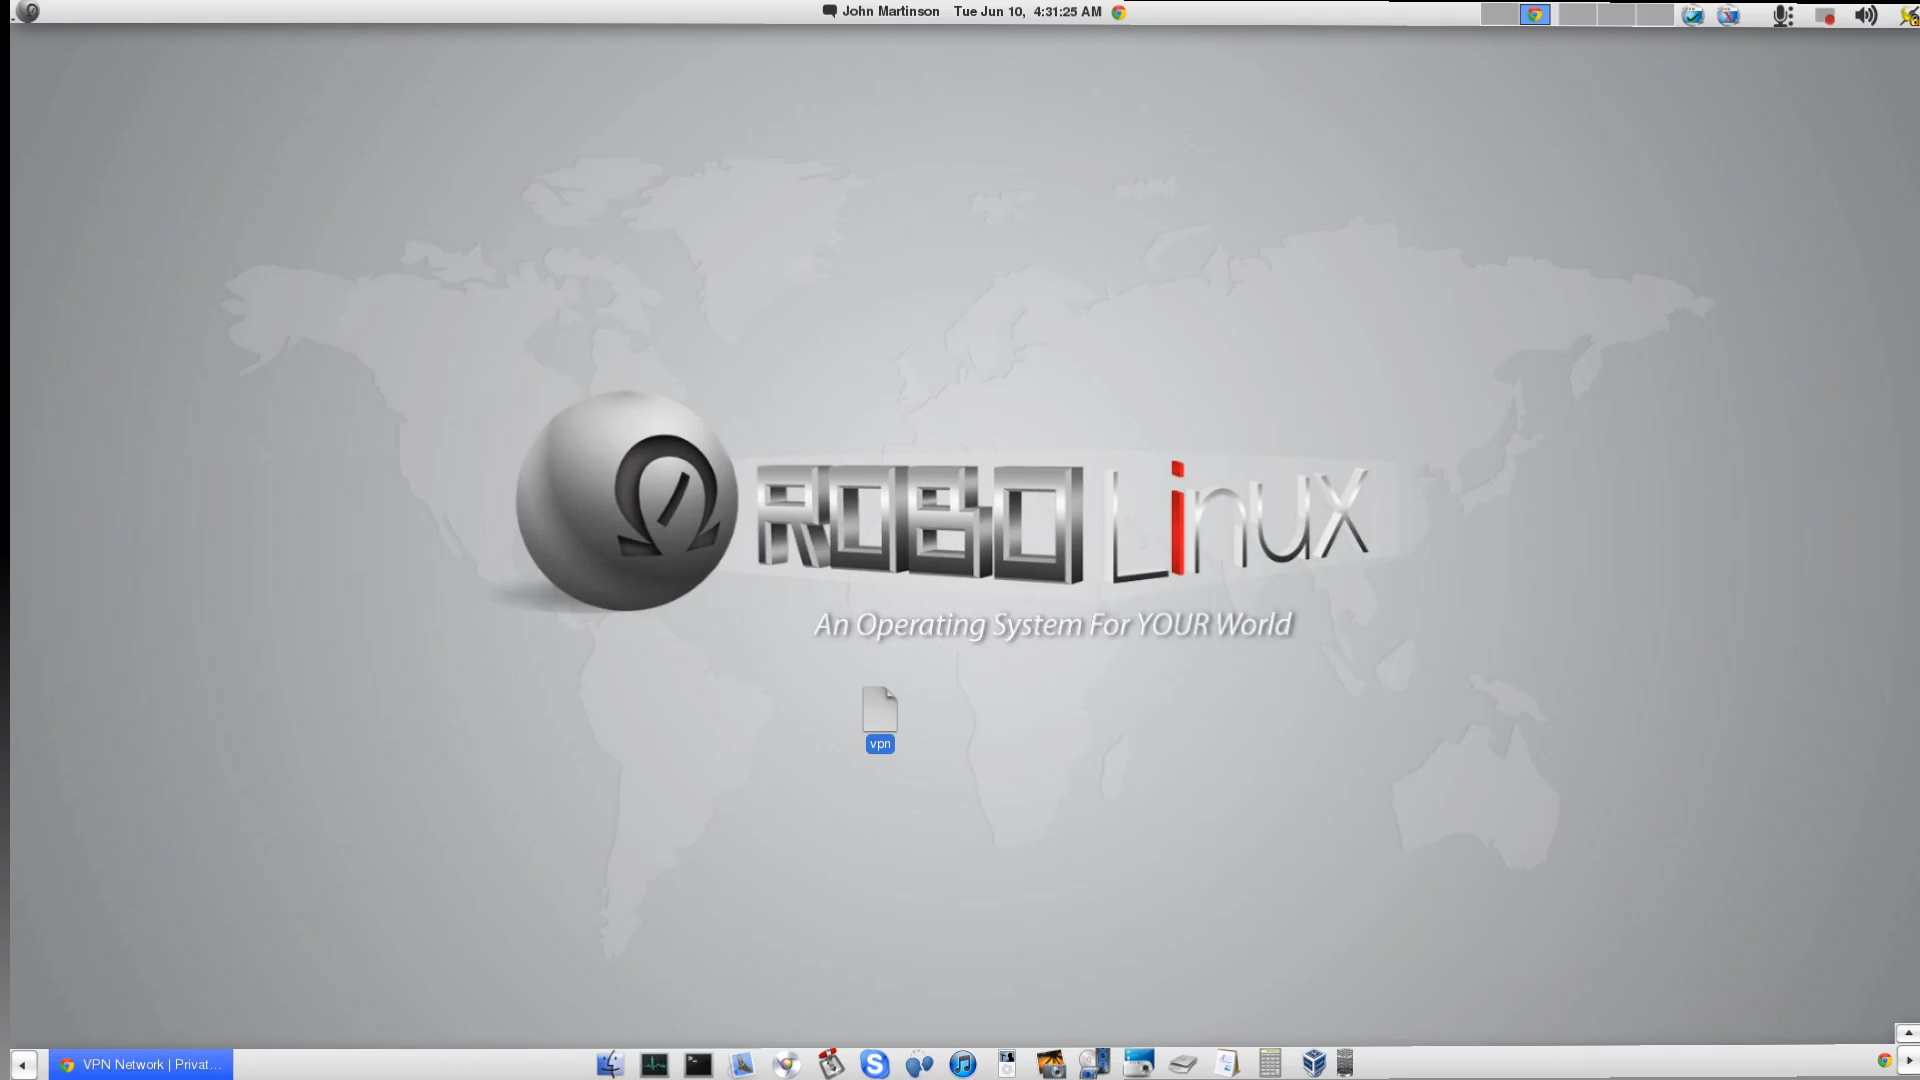 John Martinson Tue Jun 10, 4:31:25 AM
ROBO Linux
An Operating System For YOUR World
vpn
VPN Network | Privat...